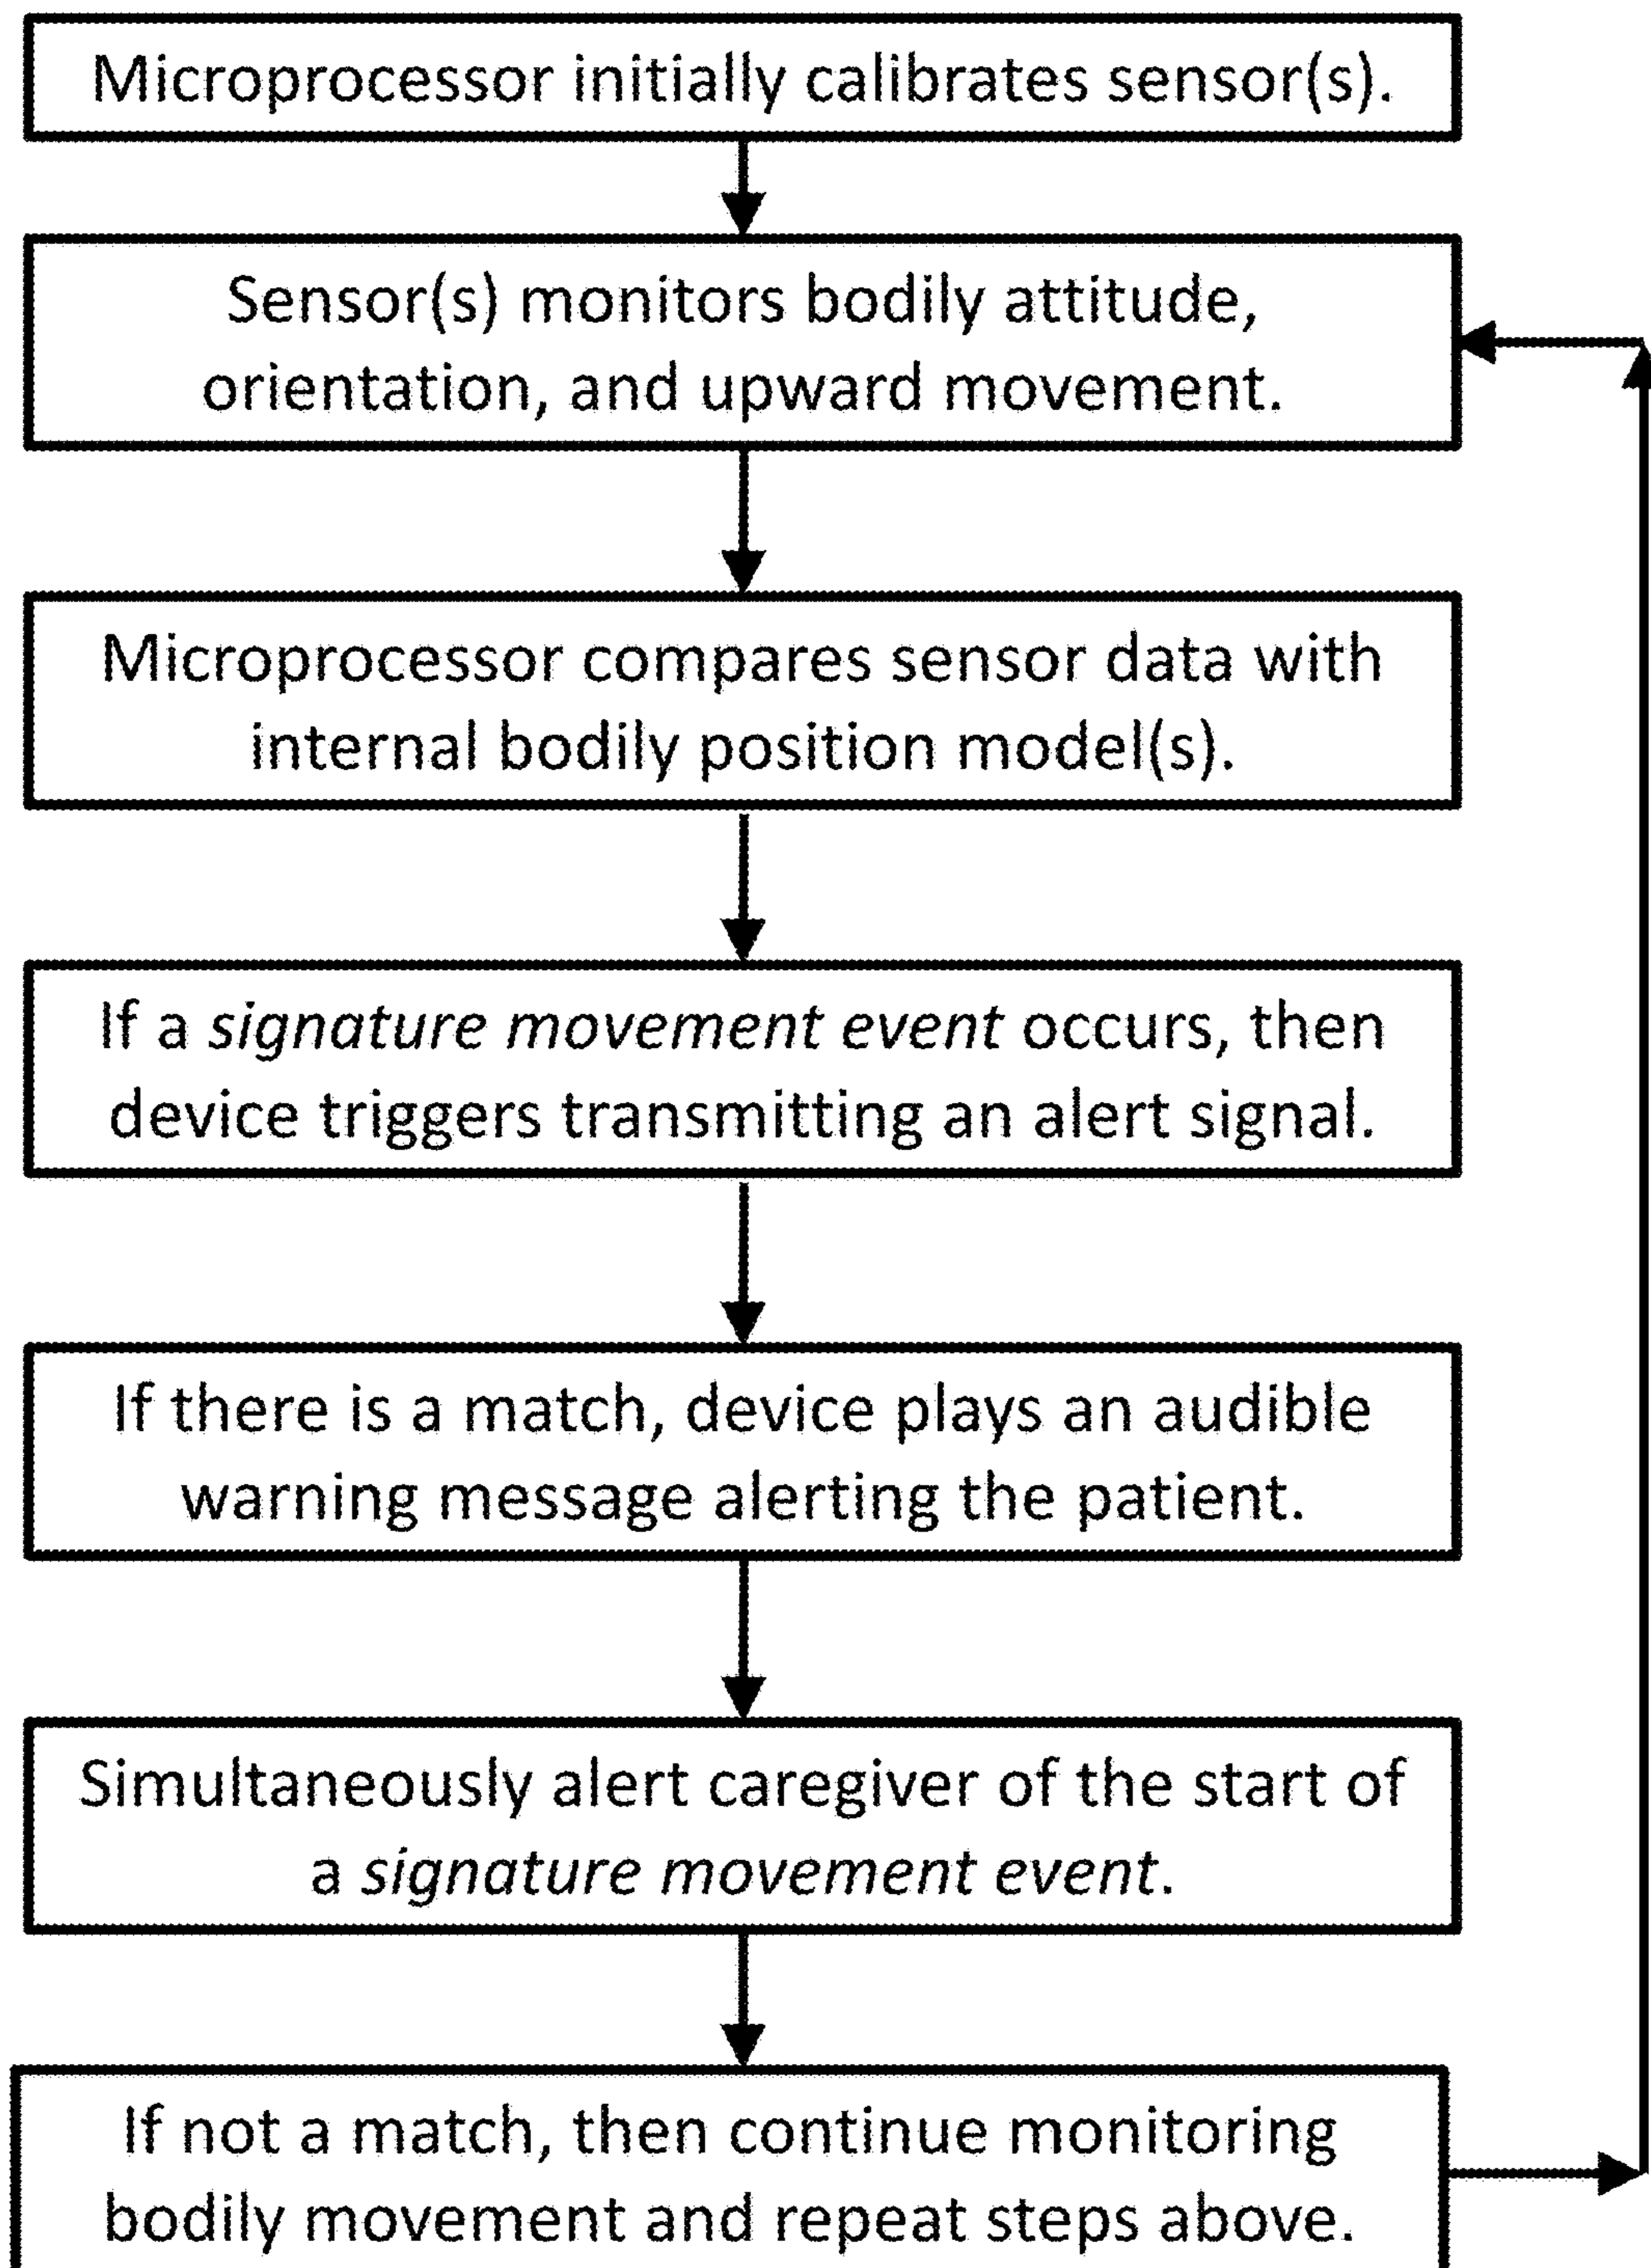 Microprocessor initially calibrates sensor(s).
Sensor(s) monitors bodily attitude,
orientation, and upward movement.
Microprocessor compares sensor data with
internal bodily position model(s).
If a signature movement event occurs, then
device triggers transmitting an alert signal.
If there is a match, device plays an audible
warning message alerting the patient.
Simultaneously alert caregiver of the start of
a signature movement event.
If not a match, then continue monitoring
bodily movement and repeat steps above.